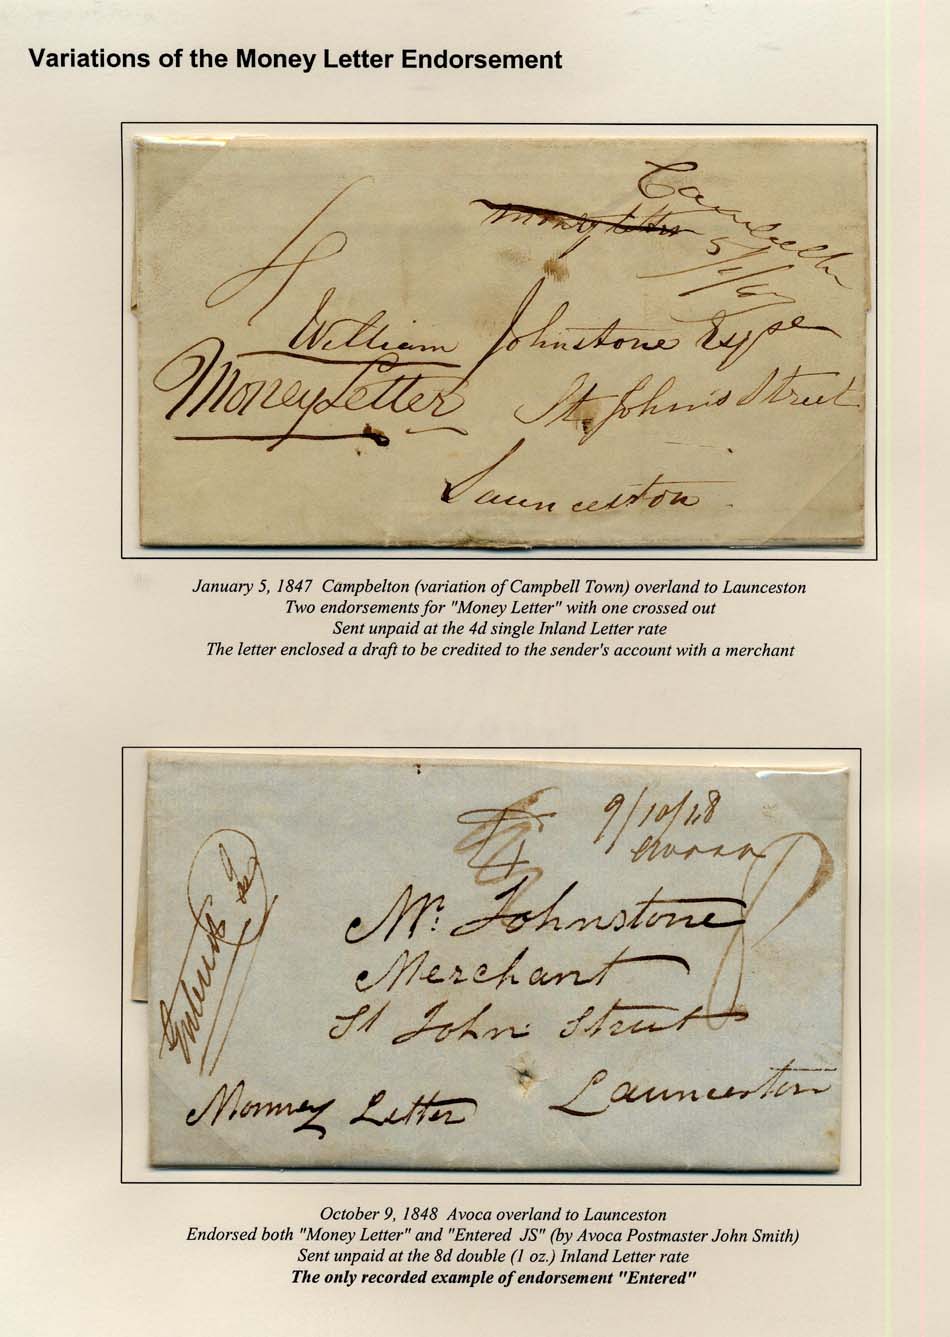 Variations of the Money Letter Endorsement
Campbelton
Money letter
5/1/47
4
William Johnstone Esqre
Money Letter
St. John's Street
Launceston
January 5, 1847 Campbelton (variation of Campbell Town) overland to Launceston
Two endorsements for "Money Letter" with one crossed out
Sent unpaid at the 4d single Inland Letter rate
The letter enclosed a draft to be credited to the sender's account with a merchant
9/10/48
Avoca
4
8
Entered JS
Mr. Johnstone
Merchant
St John Street
Launceston
Monney Letter
October 9, 1848 Avoca overland to Launceston
Endorsed both "Money Letter" and "Entered JS" (by Avoca Postmaster John Smith)
Sent unpaid at the 8d double (1 oz.) Inland Letter rate
The only recorded example of endorsement "Entered"